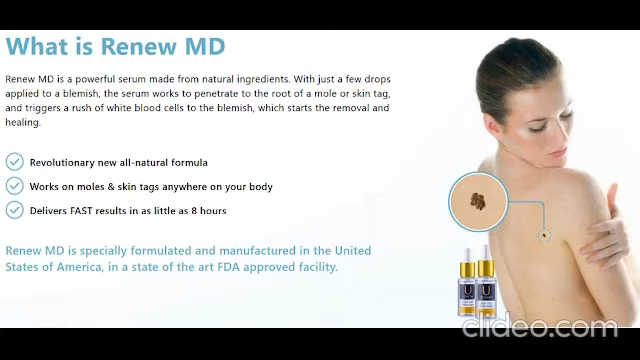 What is Renew MD
Renew MD is a powerful serum made from natural ingredients. With just a few drops
applied to a blemish, the serum works to penetrate to the root of a mole or skin tag,
and triggers a rush of white blood cells to the blemish, which starts the removal and
healing.
Revolutionary new all-natural formula
Works on moles & skin tags anywhere on your body
Delivers FAST results in as little as 8 hours
Renew MD is specially formulated and manufactured in the United
States of America, in a state of the art FDA approved facility.
clideo.com